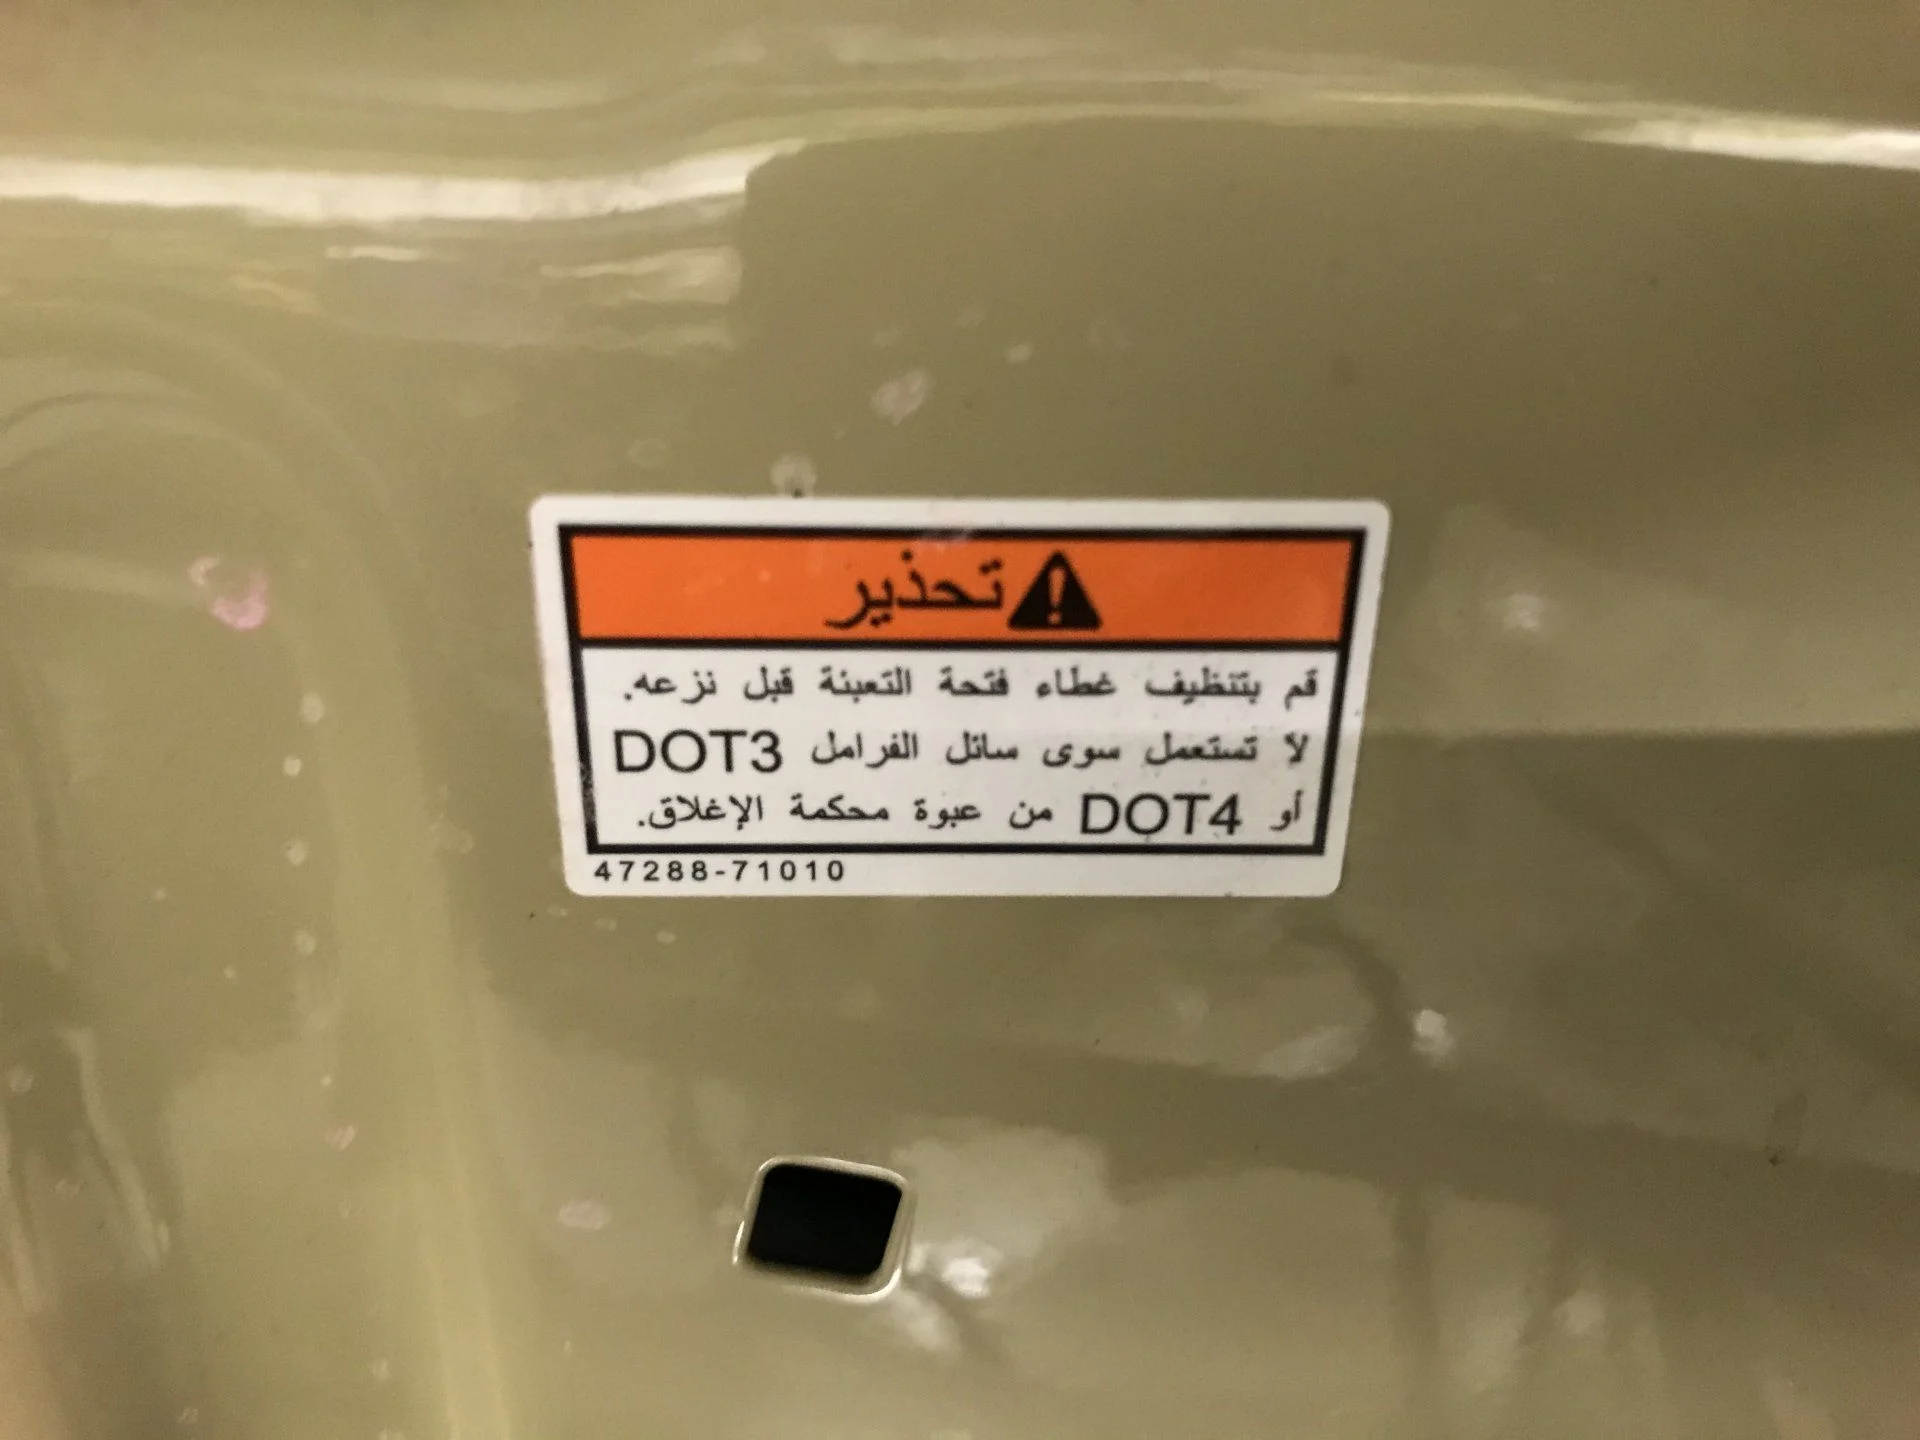 تحذير
قم بتنظيف غطاء فتحة التعبئة قبل نزعه.
لا تستعمل سوى سائل الفرامل DOT3
أو DOT4 من عبوة محكمة الإغلاق.
47288-71010